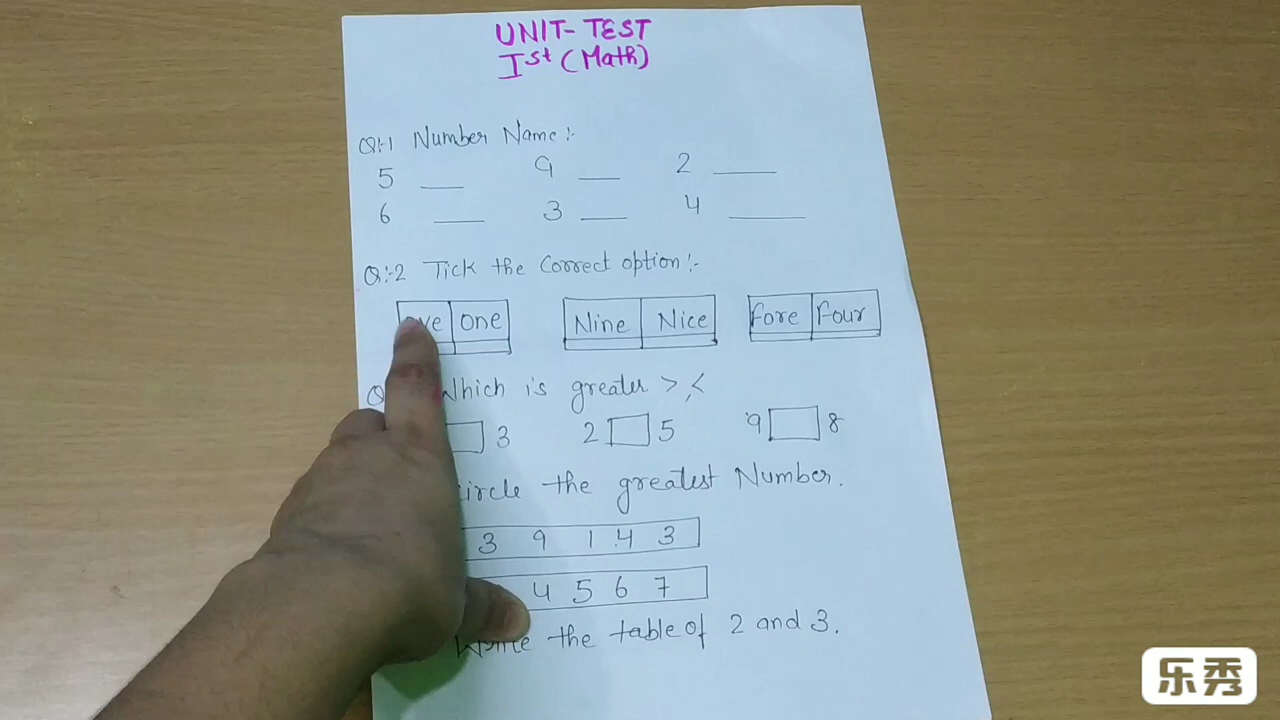 UNIT-TEST
Ist (Math)
Q:1 Number Name:-
5 ___ 9 ___ 2 ___
6 ___ 3 ___ 4 ___
Q:-2 Tick the Correct option:-
one Nine Nice Fore Four
Which is greater >,<
3 2 5 9 8
the greatest Number.
3 9 1 4 3
4 5 6 7
Write the table of 2 and 3.
乐秀